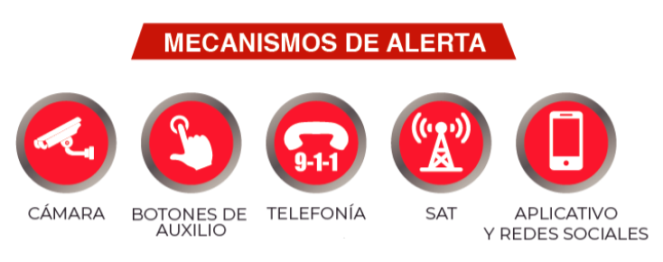 MECANISMOS DE ALERTA
9-1-1
CÁMARA
BOTONES DE
AUXILIO
TELEFONÍA
SAT
APLICATIVO
Y REDES SOCIALES